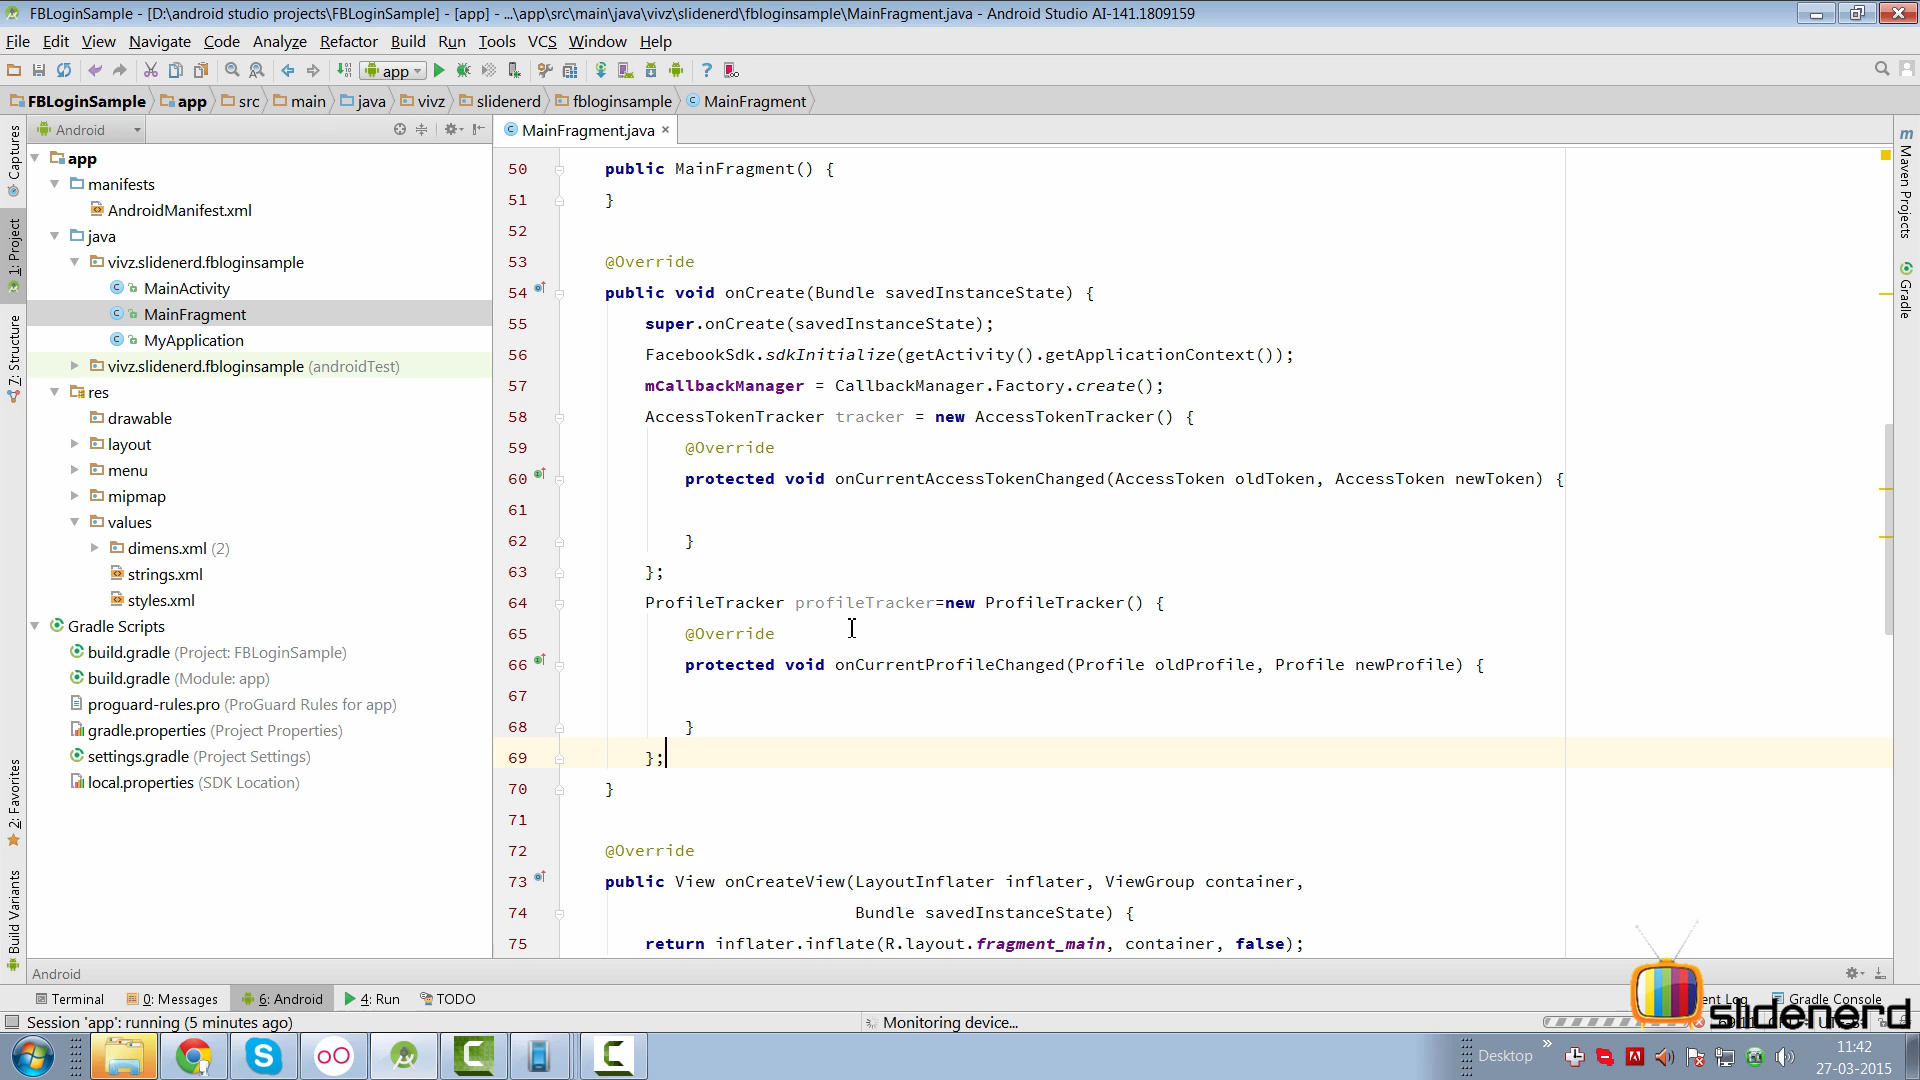 FBLoginSample - [D:\android studio projects\FBLoginSample] - [app] - ...\app\src\main\java\vivz\slidenerd\fbloginsample\MainFragment.java - Android Studio AI-141.1809159
File Edit View Navigate Code Analyze Refactor Build Run Tools VCS Window Help
app
FBLoginSample app src main java vivz slidenerd fbloginsample MainFragment
Android
MainFragment.java
Captures
1: Project
7: Structure
2: Favorites
Build Variants
app
manifests
AndroidManifest.xml
java
vivz.slidenerd.fbloginsample
MainActivity
MainFragment
MyApplication
vivz.slidenerd.fbloginsample (androidTest)
res
drawable
layout
menu
mipmap
values
dimens.xml (2)
strings.xml
styles.xml
Gradle Scripts
build.gradle (Project: FBLoginSample)
build.gradle (Module: app)
proguard-rules.pro (ProGuard Rules for app)
gradle.properties (Project Properties)
settings.gradle (Project Settings)
local.properties (SDK Location)
50 public MainFragment() {
51 }
52
53 @Override
54 public void onCreate(Bundle savedInstanceState) {
55 super.onCreate(savedInstanceState);
56 FacebookSdk.sdkInitialize(getActivity().getApplicationContext());
57 mCallbackManager = CallbackManager.Factory.create();
58 AccessTokenTracker tracker = new AccessTokenTracker() {
59 @Override
60 protected void onCurrentAccessTokenChanged(AccessToken oldToken, AccessToken newToken) {
61
62 }
63 };
64 ProfileTracker profileTracker=new ProfileTracker() {
65 @Override
66 protected void onCurrentProfileChanged(Profile oldProfile, Profile newProfile) {
67
68 }
69 };
70 }
71
72 @Override
73 public View onCreateView(LayoutInflater inflater, ViewGroup container,
74 Bundle savedInstanceState) {
75 return inflater.inflate(R.layout.fragment_main, container, false);
m Maven Projects
Gradle
Android
Terminal 0: Messages 6: Android 4: Run TODO
Log Gradle Console
Session 'app': running (5 minutes ago)
Monitoring device...
slidenerd
Desktop
11:42
27-03-2015